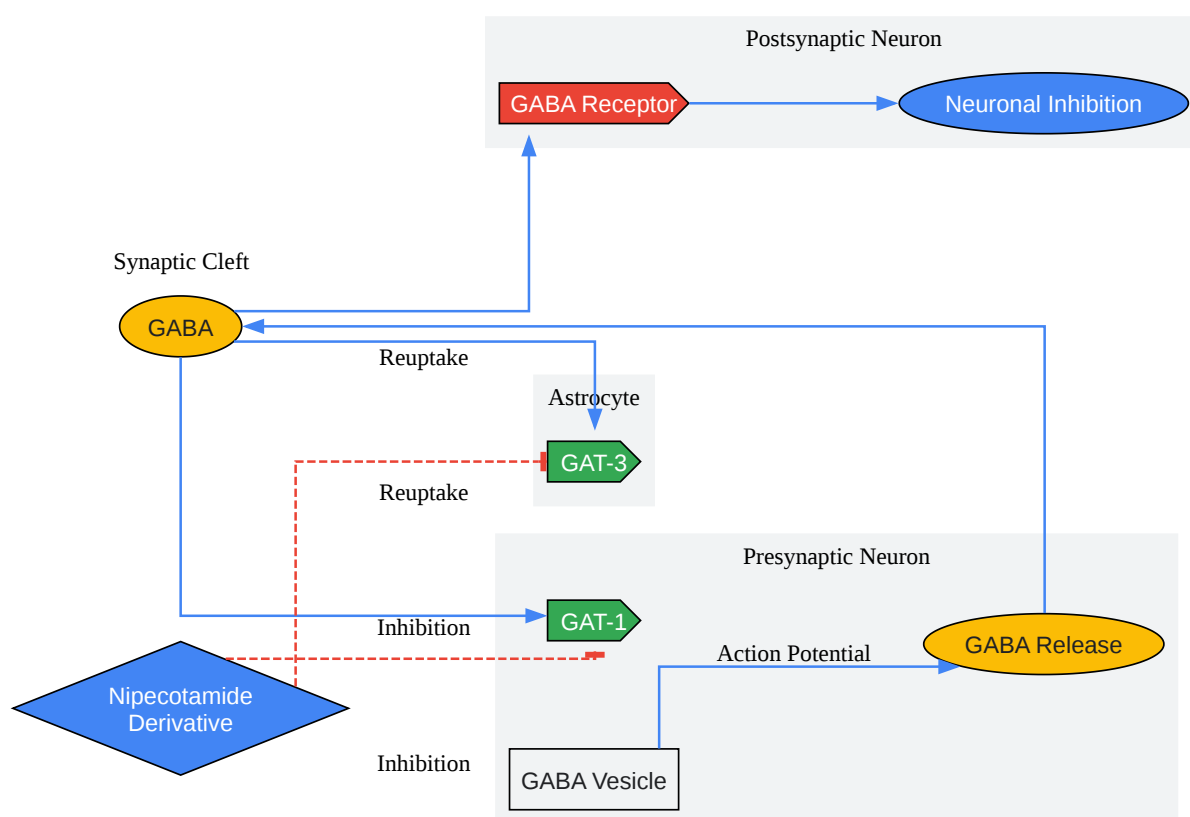 Postsynaptic Neuron
GABA Receptor
Neuronal Inhibition
Synaptic Cleft
GABA
Reuptake
Astrocyte
GAT-3
Reuptake
Presynaptic Neuron
GAT-1
Inhibition
GABA Release
Action Potential
Nipecotamide
Derivative
Inhibition
GABA Vesicle